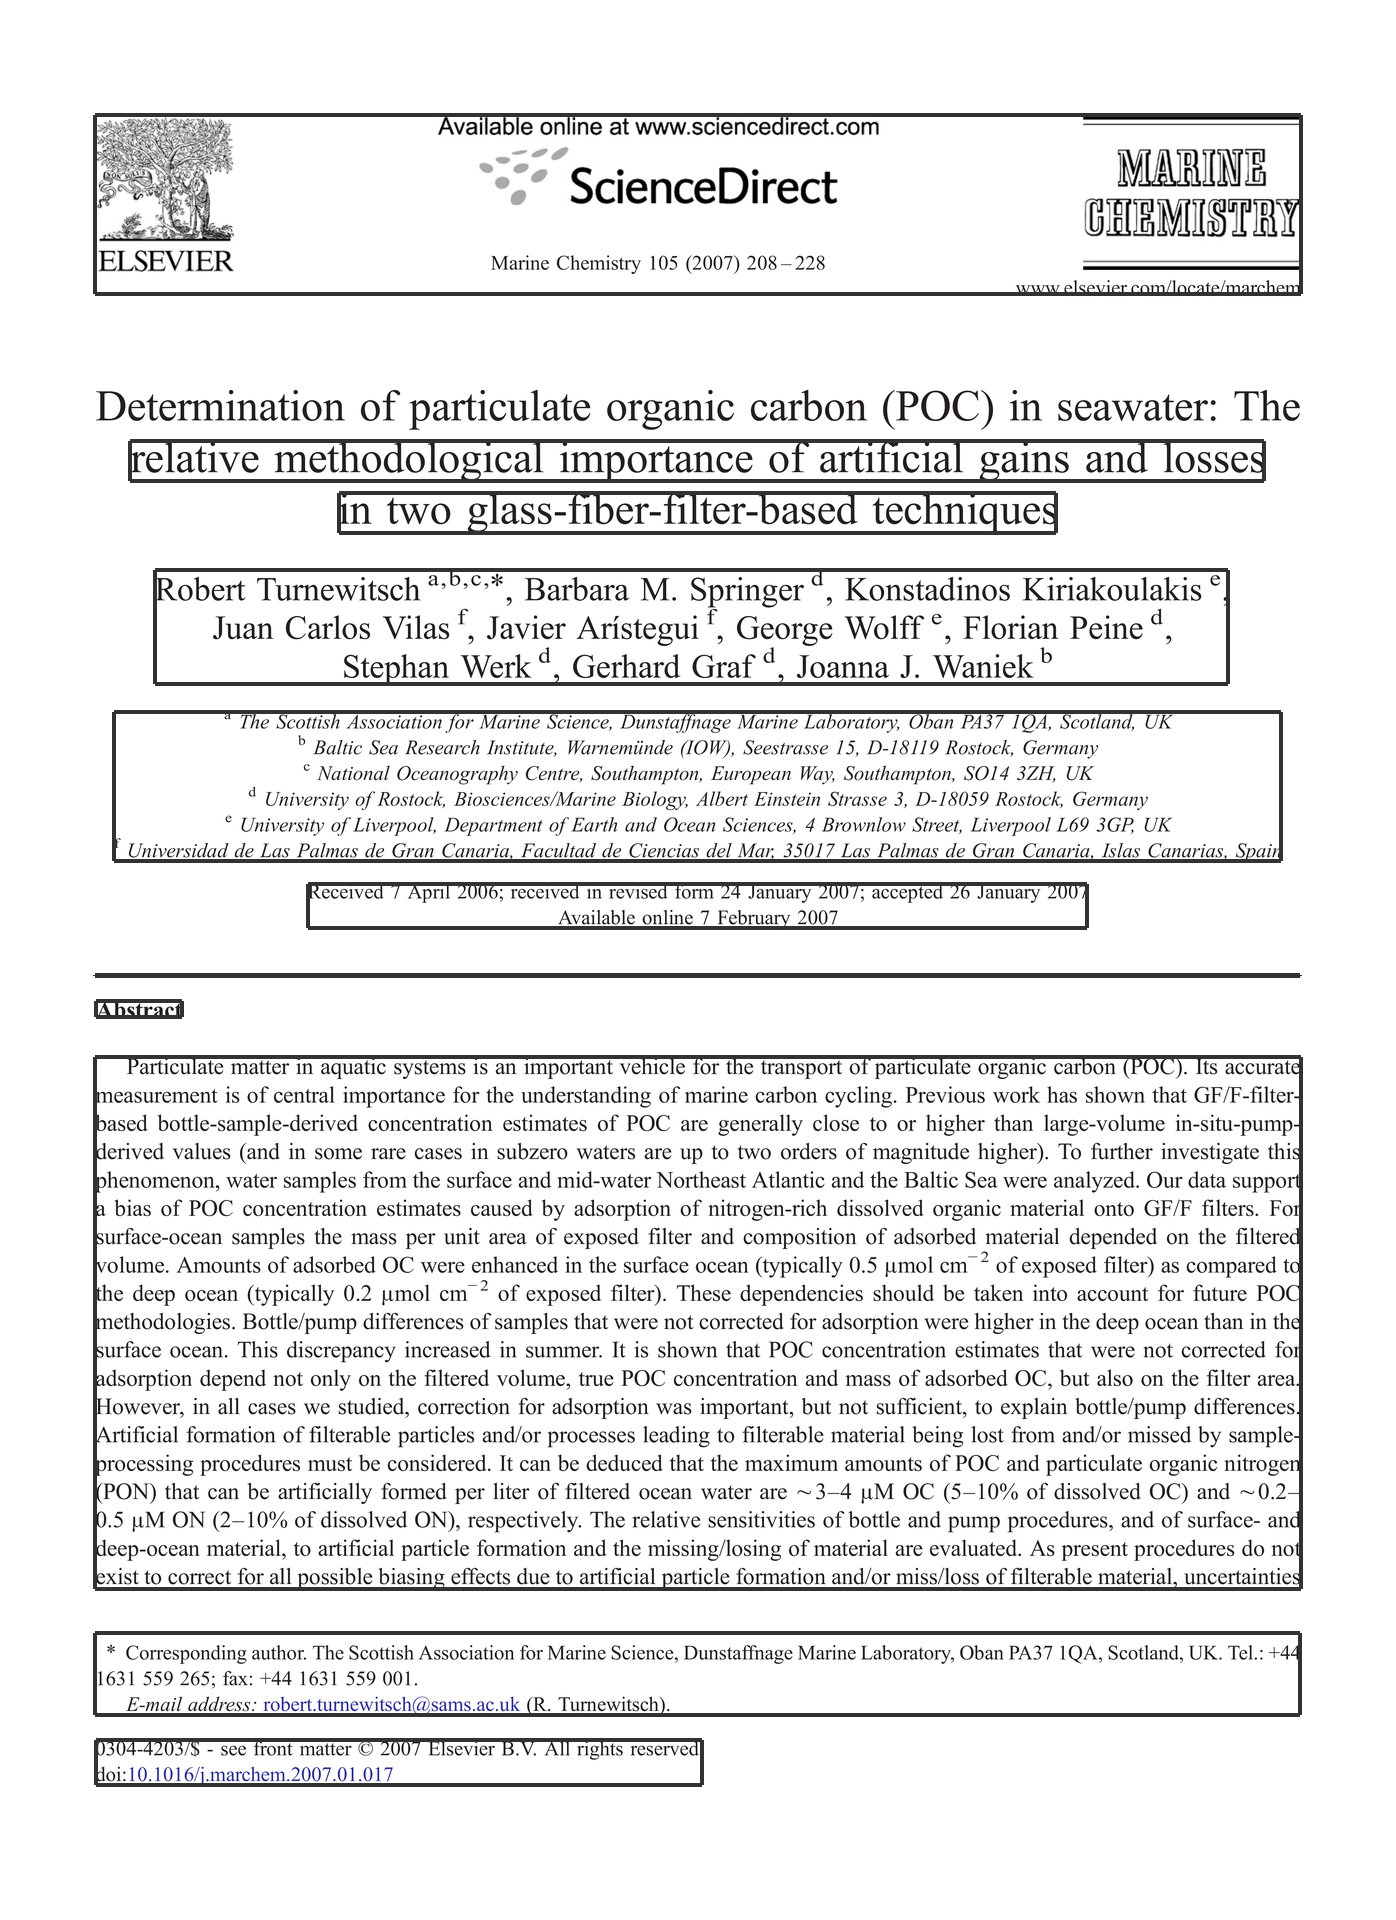 Available online at www.sciencedirect.com
ScienceDirect
ELSEVIER
Marine Chemistry 105 (2007) 208–228
MARINE
CHEMISTRY
www.elsevier.com/locate/marchem
Determination of particulate organic carbon (POC) in seawater: The
relative methodological importance of artificial gains and losses
in two glass-fiber-filter-based techniques
Robert Turnewitsch a,b,c,*, Barbara M. Springer d, Konstadinos Kiriakoulakis e,
Juan Carlos Vilas f, Javier Arístegui f, George Wolff e, Florian Peine d,
Stephan Werk d, Gerhard Graf d, Joanna J. Waniek b
a The Scottish Association for Marine Science, Dunstaffnage Marine Laboratory, Oban PA37 1QA, Scotland, UK
b Baltic Sea Research Institute, Warnemünde (IOW), Seestrasse 15, D-18119 Rostock, Germany
c National Oceanography Centre, Southampton, European Way, Southampton, SO14 3ZH, UK
d University of Rostock, Biosciences/Marine Biology, Albert Einstein Strasse 3, D-18059 Rostock, Germany
e University of Liverpool, Department of Earth and Ocean Sciences, 4 Brownlow Street, Liverpool L69 3GP, UK
f Universidad de Las Palmas de Gran Canaria, Facultad de Ciencias del Mar, 35017 Las Palmas de Gran Canaria, Islas Canarias, Spain
Received 7 April 2006; received in revised form 24 January 2007; accepted 26 January 2007
Available online 7 February 2007
Abstract
Particulate matter in aquatic systems is an important vehicle for the transport of particulate organic carbon (POC). Its accurate
measurement is of central importance for the understanding of marine carbon cycling. Previous work has shown that GF/F-filter-
based bottle-sample-derived concentration estimates of POC are generally close to or higher than large-volume in-situ-pump-
derived values (and in some rare cases in subzero waters are up to two orders of magnitude higher). To further investigate this
phenomenon, water samples from the surface and mid-water Northeast Atlantic and the Baltic Sea were analyzed. Our data support
a bias of POC concentration estimates caused by adsorption of nitrogen-rich dissolved organic material onto GF/F filters. For
surface-ocean samples the mass per unit area of exposed filter and composition of adsorbed material depended on the filtered
volume. Amounts of adsorbed OC were enhanced in the surface ocean (typically 0.5 μmol cm−2 of exposed filter) as compared to
the deep ocean (typically 0.2 μmol cm−2 of exposed filter). These dependencies should be taken into account for future POC
methodologies. Bottle/pump differences of samples that were not corrected for adsorption were higher in the deep ocean than in the
surface ocean. This discrepancy increased in summer. It is shown that POC concentration estimates that were not corrected for
adsorption depend not only on the filtered volume, true POC concentration and mass of adsorbed OC, but also on the filter area.
However, in all cases we studied, correction for adsorption was important, but not sufficient, to explain bottle/pump differences.
Artificial formation of filterable particles and/or processes leading to filterable material being lost from and/or missed by sample-
processing procedures must be considered. It can be deduced that the maximum amounts of POC and particulate organic nitrogen
(PON) that can be artificially formed per liter of filtered ocean water are ~3–4 μM OC (5–10% of dissolved OC) and ~0.2–
0.5 μM ON (2–10% of dissolved ON), respectively. The relative sensitivities of bottle and pump procedures, and of surface- and
deep-ocean material, to artificial particle formation and the missing/losing of material are evaluated. As present procedures do not
exist to correct for all possible biasing effects due to artificial particle formation and/or miss/loss of filterable material, uncertainties
* Corresponding author. The Scottish Association for Marine Science, Dunstaffnage Marine Laboratory, Oban PA37 1QA, Scotland, UK. Tel.: +44
1631 559 265; fax: +44 1631 559 001.
E-mail address: robert.turnewitsch@sams.ac.uk (R. Turnewitsch).
0304-4203/$ - see front matter © 2007 Elsevier B.V. All rights reserved
doi:10.1016/j.marchem.2007.01.017